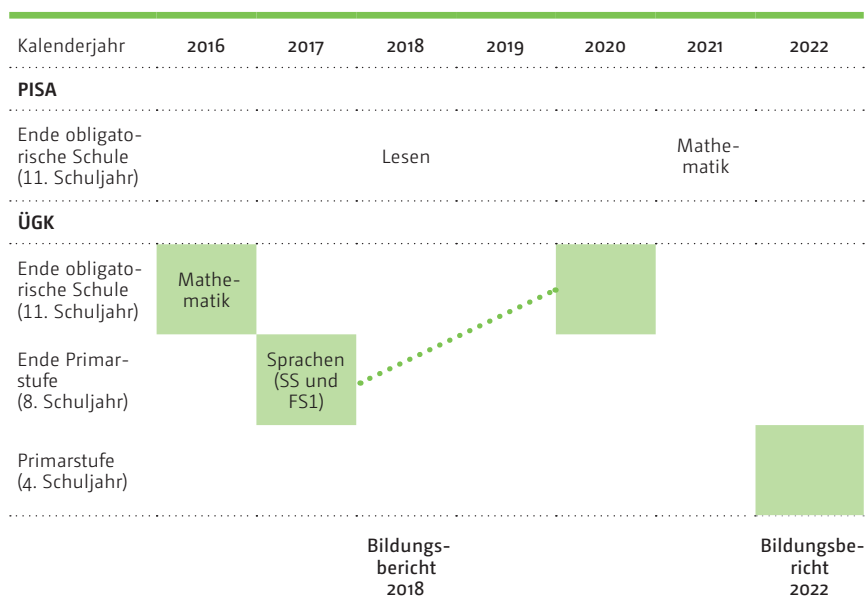 Kalenderjahr 2016 2017 2018 2019 2020 2021 2022
PISA
Ende obligato-
rische Schule
(11. Schuljahr)
Lesen
Mathe-
matik
ÜGK
Ende obligato-
rische Schule
(11. Schuljahr)
Mathe-
matik
Ende Primar-
stufe
(8. Schuljahr)
Sprachen
(SS und
FS1)
Primarstufe
(4. Schuljahr)
Bildungs-
bericht
2018
Bildungsbe-
richt
2022